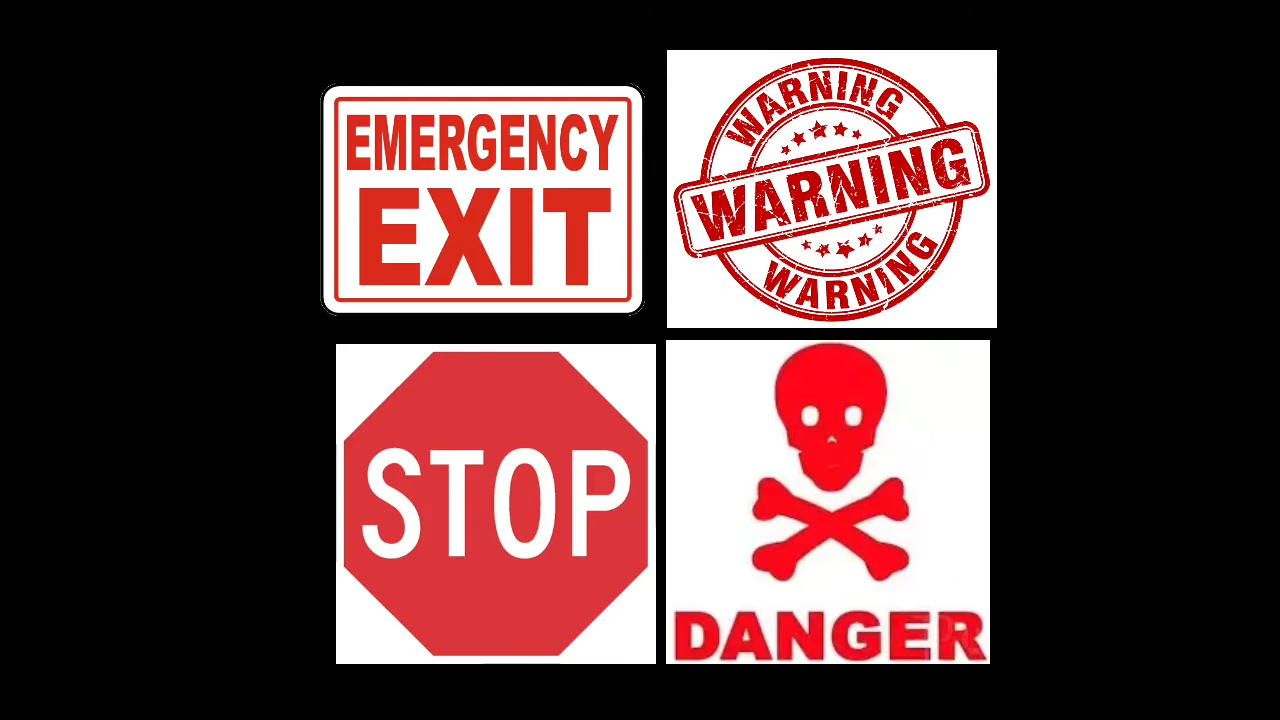 EMERGENCY
EXIT
WARNING
WARNING
WARNING
STOP
DANGER